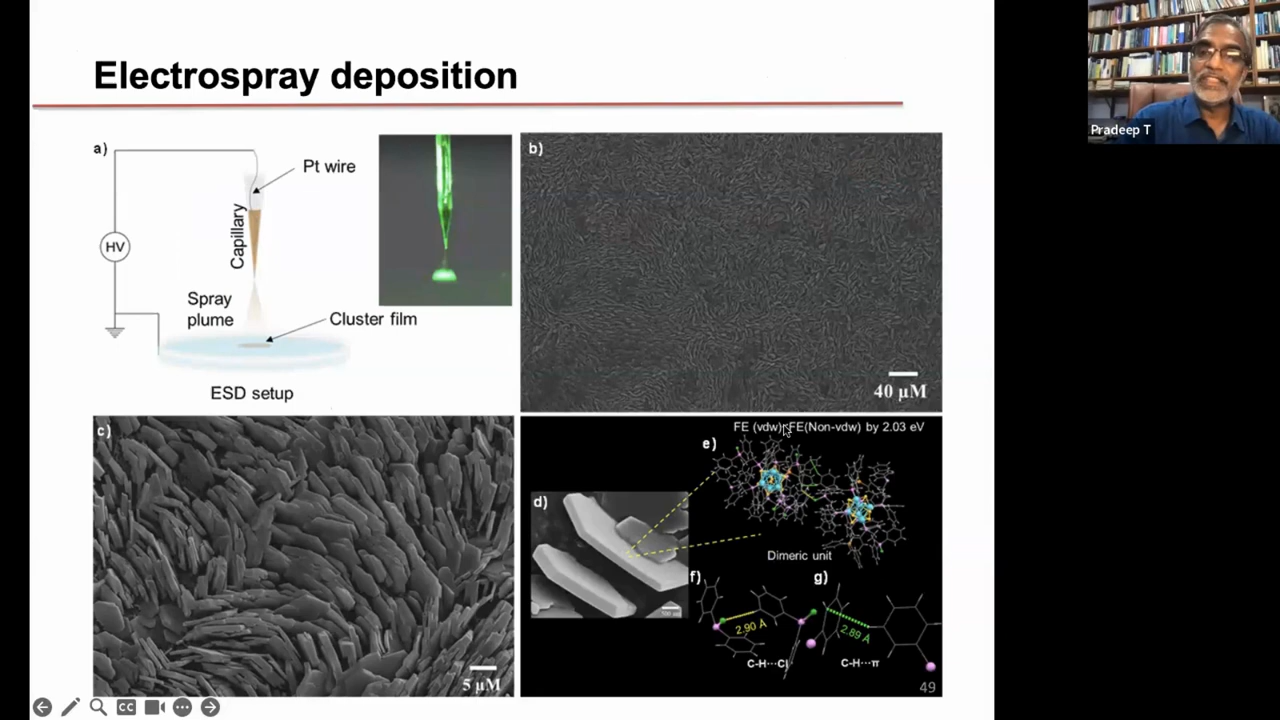 Electrospray deposition
a)
Pt wire
Capillary
HV
Spray
plume
Cluster film
ESD setup
b)
40 µM
c)
5 µM
FE (vdw)<FE(Non-vdw) by 2.03 eV
e)
d)
Dimeric unit
f)
g)
2.90 Å
2.89 Å
C-H···Cl
C-H···π
49
CC
Pradeep T